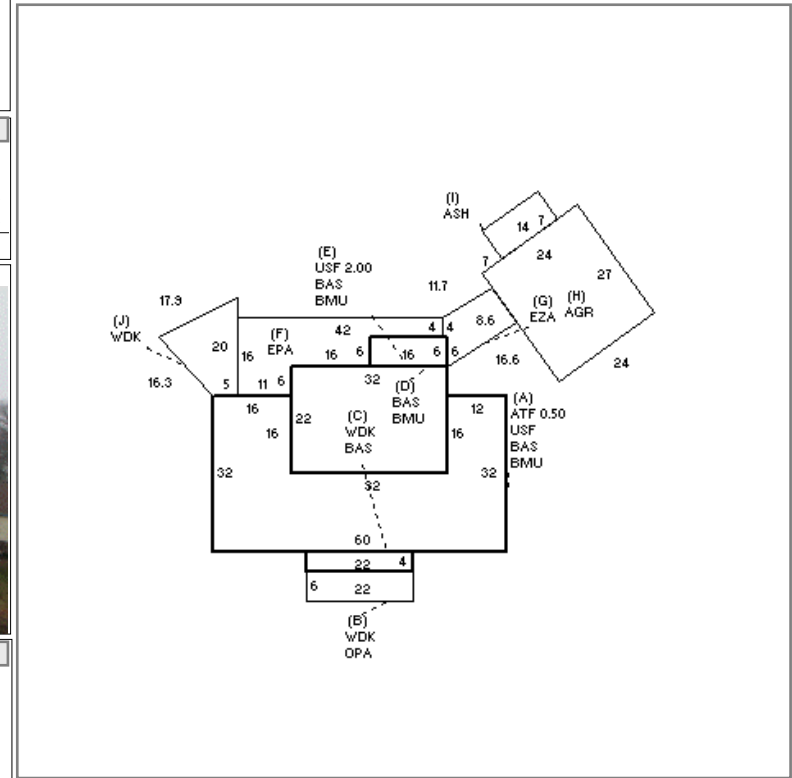 (I)
ASH
14 7
7
24
27
(E)
USF 2.00
BAS
BMU
11.7
17.9
(G)
EZA
(H)
AGR
(J)
WDK
8.6
42
4 4
(F)
EPA
20
16
16 6
16
6 6
16.6
24
16.3
5
11 6
32
(D)
BAS
BMU
(A)
ATF 0.50
USF
BAS
BMU
16
12
22
(C)
WDK
BAS
16
16
32
32
32
60
22 4
6
22
(B)
WDK
OPA